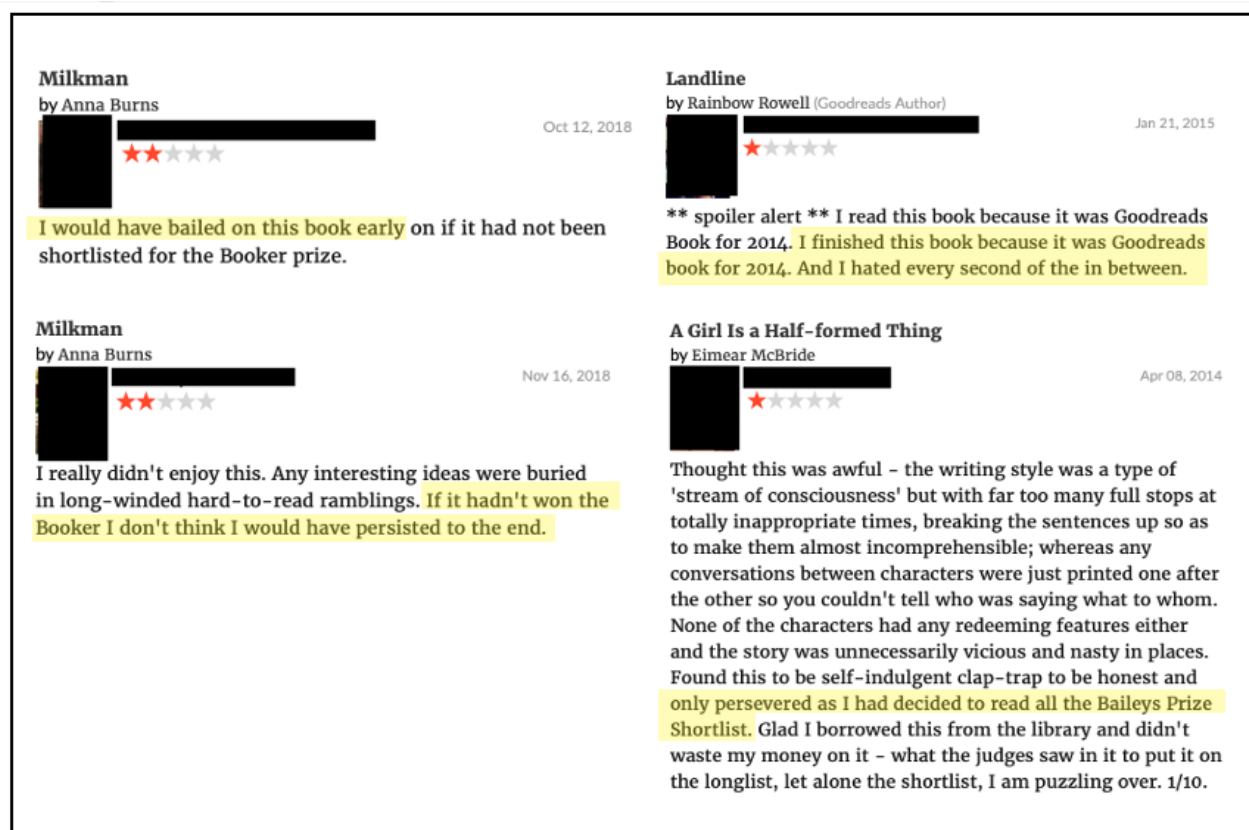 Milkman
by Anna Burns
Oct 12, 2018
I would have bailed on this book early on if it had not been
shortlisted for the Booker prize.
Milkman
by Anna Burns
Nov 16, 2018
I really didn't enjoy this. Any interesting ideas were buried
in long-winded hard-to-read ramblings. If it hadn't won the
Booker I don't think I would have persisted to the end.
Landline
by Rainbow Rowell (Goodreads Author)
Jan 21, 2015
** spoiler alert ** I read this book because it was Goodreads
Book for 2014. I finished this book because it was Goodreads
book for 2014. And I hated every second of the in between.
A Girl Is a Half-formed Thing
by Eimear McBride
Apr 08, 2014
Thought this was awful - the writing style was a type of
'stream of consciousness' but with far too many full stops at
totally inappropriate times, breaking the sentences up so as
to make them almost incomprehensible; whereas any
conversations between characters were just printed one after
the other so you couldn't tell who was saying what to whom.
None of the characters had any redeeming features either
and the story was unnecessarily vicious and nasty in places.
Found this to be self-indulgent clap-trap to be honest and
only persevered as I had decided to read all the Baileys Prize
Shortlist. Glad I borrowed this from the library and didn't
waste my money on it - what the judges saw in it to put it on
the longlist, let alone the shortlist, I am puzzling over. 1/10.